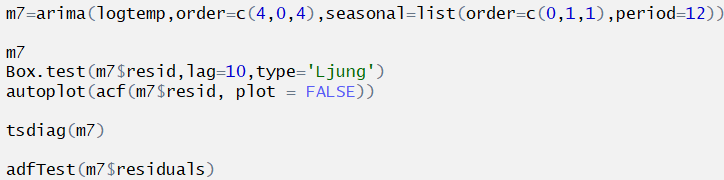 m7=arima(logtemp,order=c(4,0,4),seasonal=list(order=c(0,1,1),period=12))
m7
Box.test(m7$resid,lag=10,type='Ljung')
autoplot(acf(m7$resid, plot = FALSE))
tsdiag(m7)
adfTest(m7$residuals)